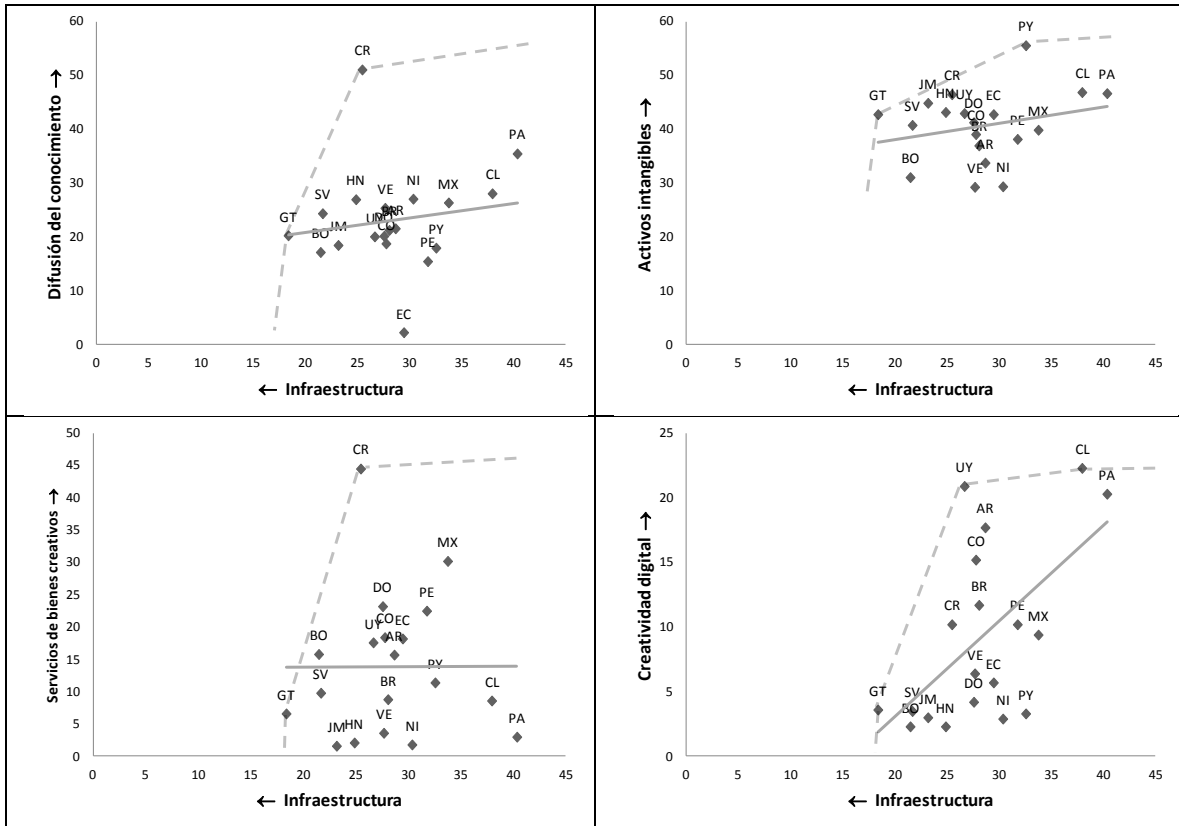 60
50
40
30
20
10
0
0 5 10 15 20 25 30 35 40 45
Difusión del conocimiento →
← Infraestructura
CR
PA
CL
MX
NI
VE
HN
SV
GT
BO
JM
UY
DO
BR
AR
CO
PE
PY
EC
60
50
40
30
20
10
0
0 5 10 15 20 25 30 35 40 45
Activos intangibles →
← Infraestructura
PY
CL
PA
CR
JM
GT
SV
HN
UY
DO
EC
CO
BR
PE
MX
AR
BO
VE
NI
50
45
40
35
30
25
20
15
10
5
0
0 5 10 15 20 25 30 35 40 45
Servicios de bienes creativos →
← Infraestructura
CR
MX
DO
PE
CO
EC
UY
AR
BO
PY
SV
BR
CL
GT
VE
PA
JM
HN
NI
25
20
15
10
5
0
0 5 10 15 20 25 30 35 40 45
Creatividad digital →
← Infraestructura
CL
UY
PA
AR
CO
BR
CR
PE
MX
VE
EC
DO
GT
SV
JM
BO
HN
NI
PY